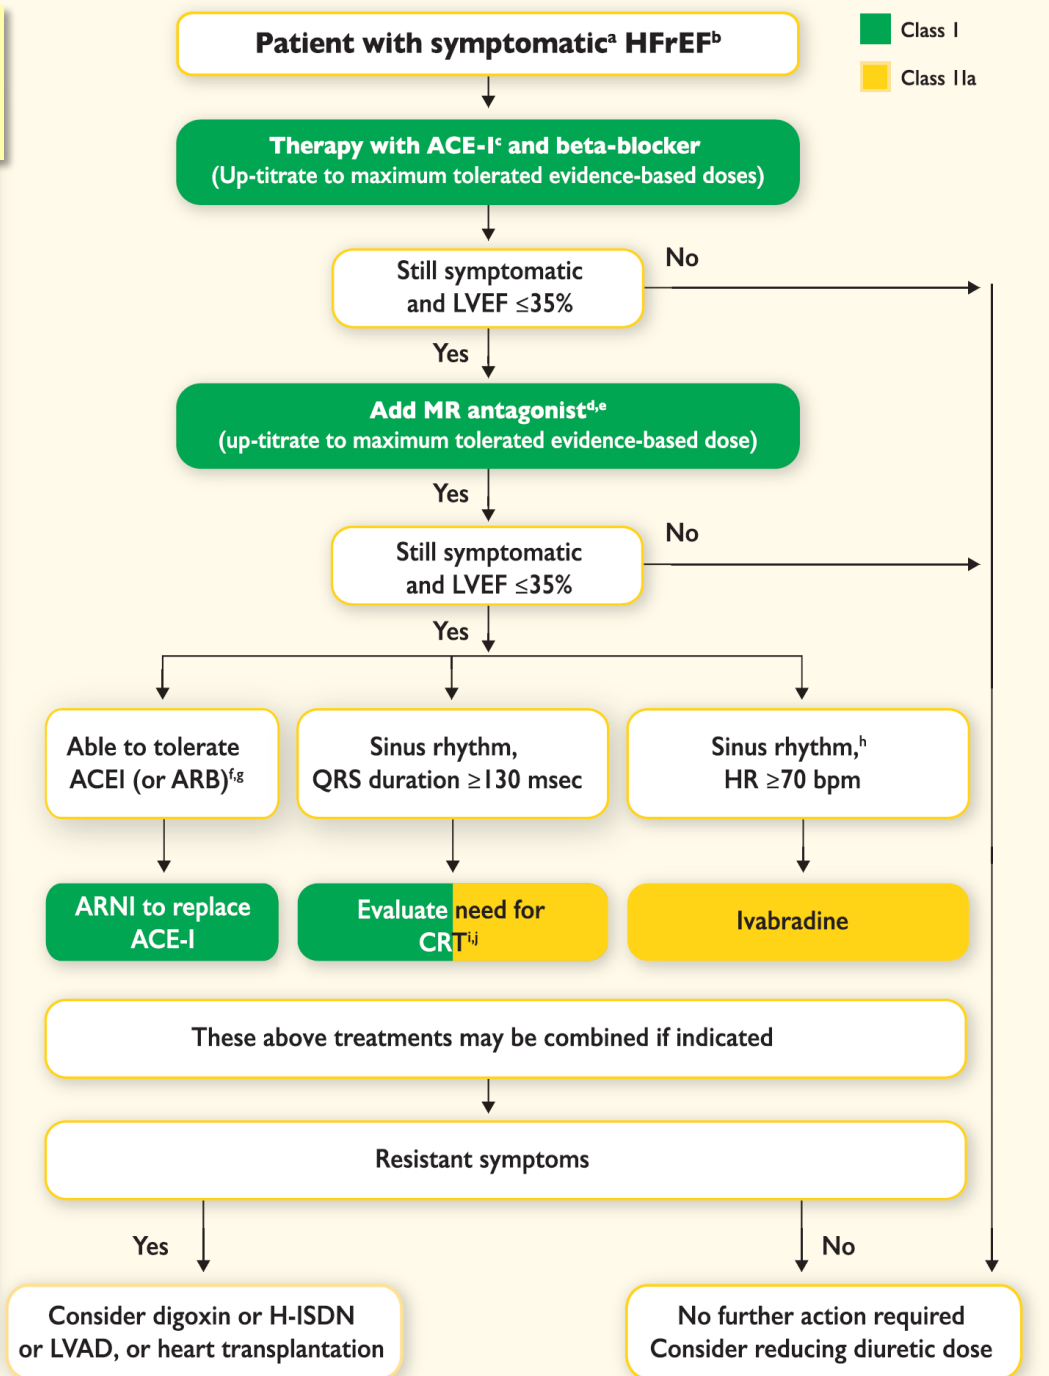 Patient with symptomaticᵃ HFrEFᵇ
Class I
Class IIa
Therapy with ACE-Iᶜ and beta-blocker
(Up-titrate to maximum tolerated evidence-based doses)
Still symptomatic
and LVEF ≤35%
No
Yes
Add MR antagonistᵈ,ᵉ
(up-titrate to maximum tolerated evidence-based dose)
Yes
Still symptomatic
and LVEF ≤35%
No
Yes
Able to tolerate
ACEI (or ARB)ᶠ,ᵍ
Sinus rhythm,
QRS duration ≥130 msec
Sinus rhythm,ʰ
HR ≥70 bpm
ARNI to replace
ACE-I
Evaluate need for
CRTⁱ,ʲ
Ivabradine
These above treatments may be combined if indicated
Resistant symptoms
Yes
No
Consider digoxin or H-ISDN
or LVAD, or heart transplantation
No further action required
Consider reducing diuretic dose